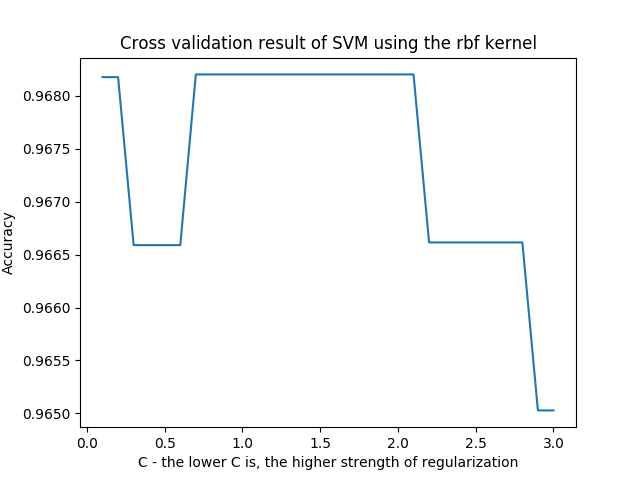 Cross validation result of SVM using the rbf kernel
0.9680
0.9675
0.9670
0.9665
0.9660
0.9655
0.9650
Accuracy
0.0 0.5 1.0 1.5 2.0 2.5 3.0
C - the lower C is, the higher strength of regularization